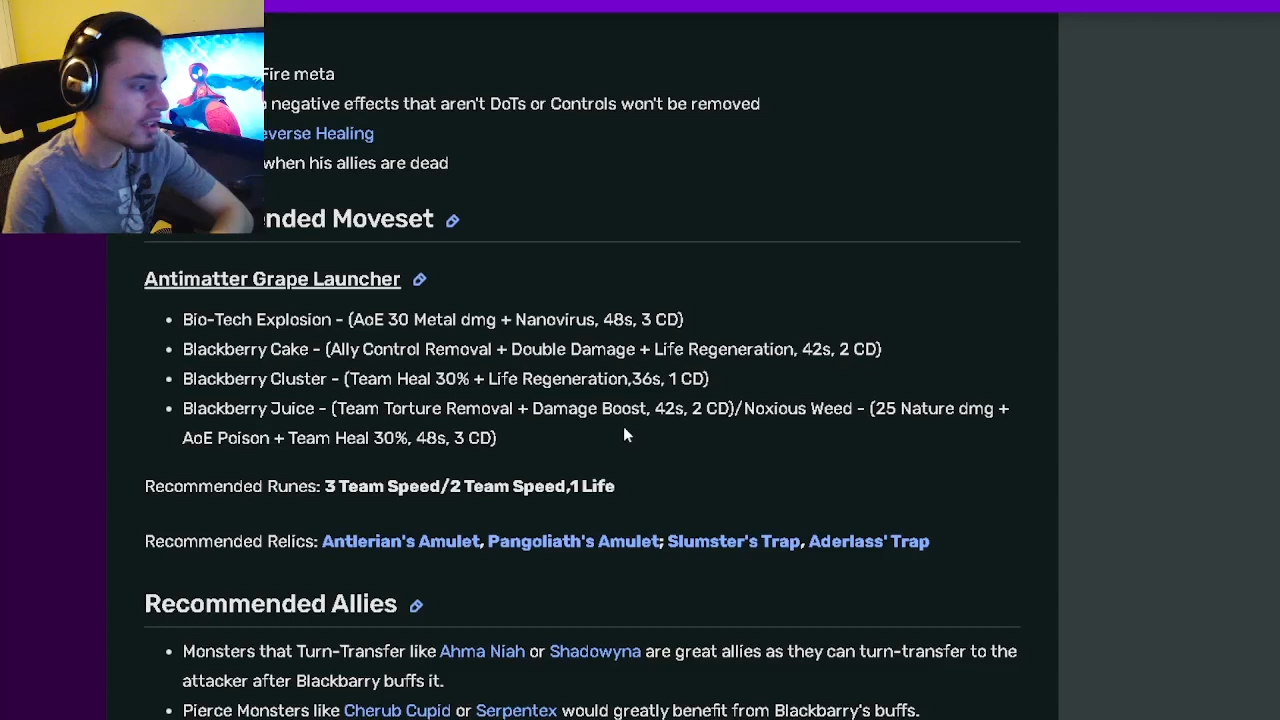 Fire meta
negative effects that aren't DoTs or Controls won't be removed
everse Healing
when his allies are dead
nded Moveset
Antimatter Grape Launcher
• Bio-Tech Explosion - (AoE 30 Metal dmg + Nanovirus, 48s, 3 CD)
• Blackberry Cake - (Ally Control Removal + Double Damage + Life Regeneration, 42s, 2 CD)
• Blackberry Cluster - (Team Heal 30% + Life Regeneration,36s, 1 CD)
• Blackberry Juice - (Team Torture Removal + Damage Boost, 42s, 2 CD)/Noxious Weed - (25 Nature dmg +
AoE Poison + Team Heal 30%, 48s, 3 CD)
Recommended Runes: 3 Team Speed/2 Team Speed,1 Life
Recommended Relics: Antlerian's Amulet, Pangoliath's Amulet; Slumster's Trap, Aderlass' Trap
Recommended Allies
• Monsters that Turn-Transfer like Ahma Niah or Shadowyna are great allies as they can turn-transfer to the
attacker after Blackbarry buffs it.
• Pierce Monsters like Cherub Cupid or Serpentex would greatly benefit from Blackbarry's buffs.